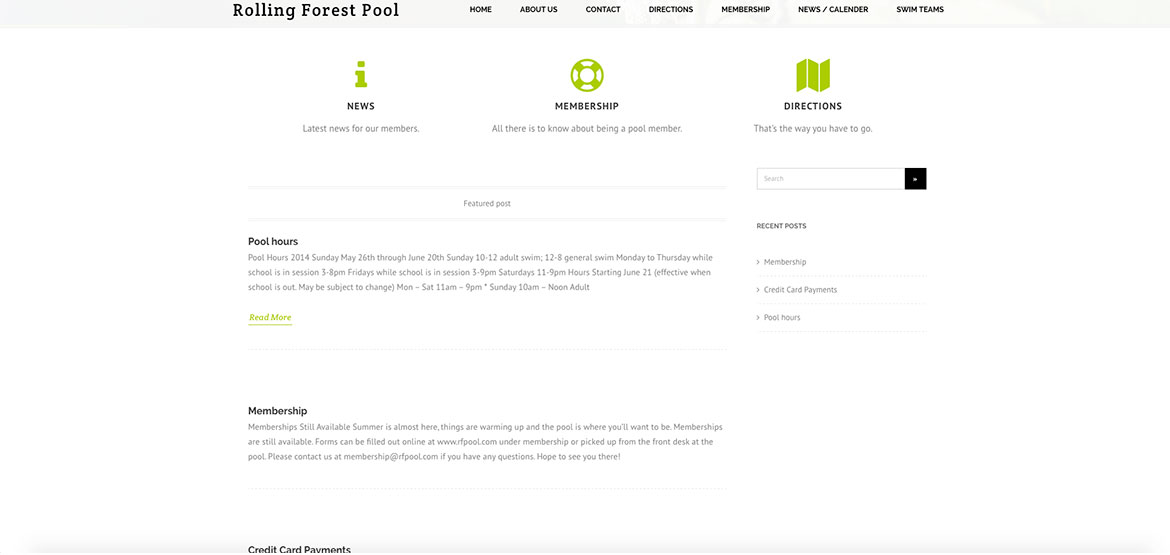 Rolling Forest Pool
HOME ABOUT US CONTACT DIRECTIONS MEMBERSHIP NEWS / CALENDER SWIM TEAMS
NEWS
Latest news for our members.
MEMBERSHIP
All there is to know about being a pool member.
DIRECTIONS
That's the way you have to go.
Featured post
Pool hours
Pool Hours 2014 Sunday May 26th through June 20th Sunday 10-12 adult swim; 12-8 general swim Monday to Thursday while
school is in session 3-8pm Fridays while school is in session 3-9pm Saturdays 11-9pm Hours Starting June 21 (effective when
school is out. May be subject to change) Mon – Sat 11am – 9pm * Sunday 10am – Noon Adult
Read More
Membership
Memberships Still Available Summer is almost here, things are warming up and the pool is where you'll want to be. Memberships
are still available. Forms can be filled out online at www.rfpool.com under membership or picked up from the front desk at the
pool. Please contact us at membership@rfpool.com if you have any questions. Hope to see you there!
Credit Card Payments
Search »
RECENT POSTS
› Membership
› Credit Card Payments
› Pool hours